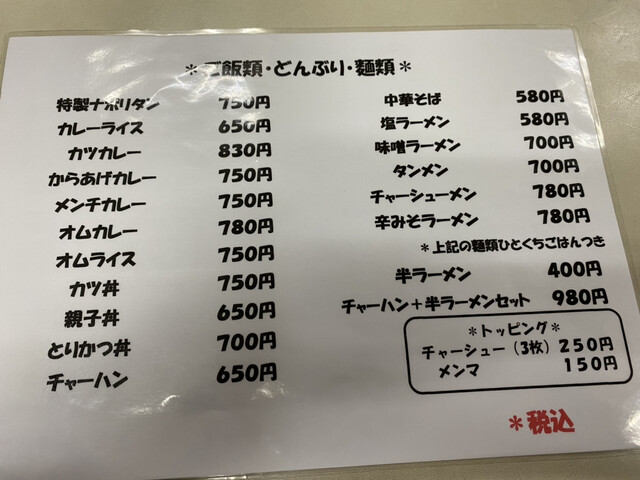 ＊ご飯類・どんぶり・麺類＊
特製ナポリタン 750円
カレーライス 650円
カツカレー 830円
からあげカレー 750円
メンチカレー 750円
オムカレー 780円
オムライス 750円
カツ丼 750円
親子丼 650円
とりかつ丼 700円
チャーハン 650円
中華そば 580円
塩ラーメン 580円
味噌ラーメン 700円
タンメン 700円
チャーシューメン 780円
辛みそラーメン 780円
＊上記の麺類ひとくちごはんつき
半ラーメン 400円
チャーハン＋半ラーメンセット 980円
＊トッピング＊
チャーシュー（3枚）２５０円
メンマ １５０円
＊税込